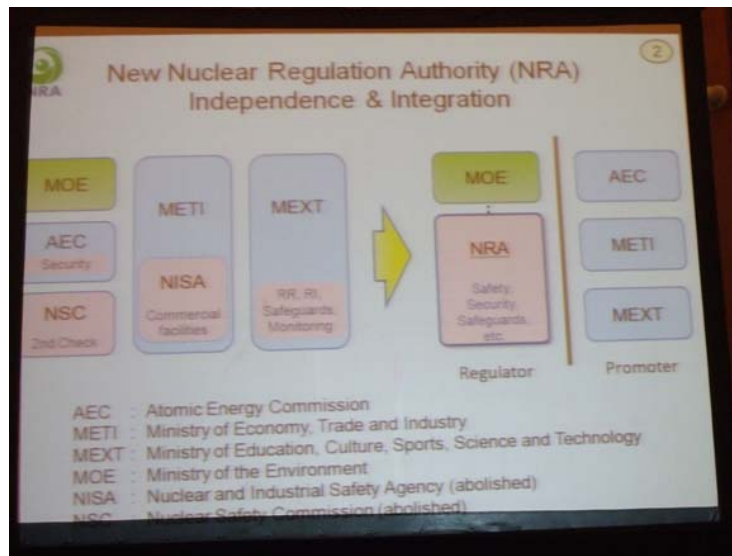 2
NRA
New Nuclear Regulation Authority (NRA)
Independence & Integration
MOE
AEC
Security
NSC
2nd Check
METI
NISA
Commercial
facilities
MEXT
RR, RI,
Safeguards,
Monitoring
MOE
NRA
Safety,
Security,
Safeguards,
etc.
Regulator
AEC
METI
MEXT
Promoter
AEC : Atomic Energy Commission
METI : Ministry of Economy, Trade and Industry
MEXT : Ministry of Education, Culture, Sports, Science and Technology
MOE : Ministry of the Environment
NISA : Nuclear and Industrial Safety Agency (abolished)
NSC : Nuclear Safety Commission (abolished)